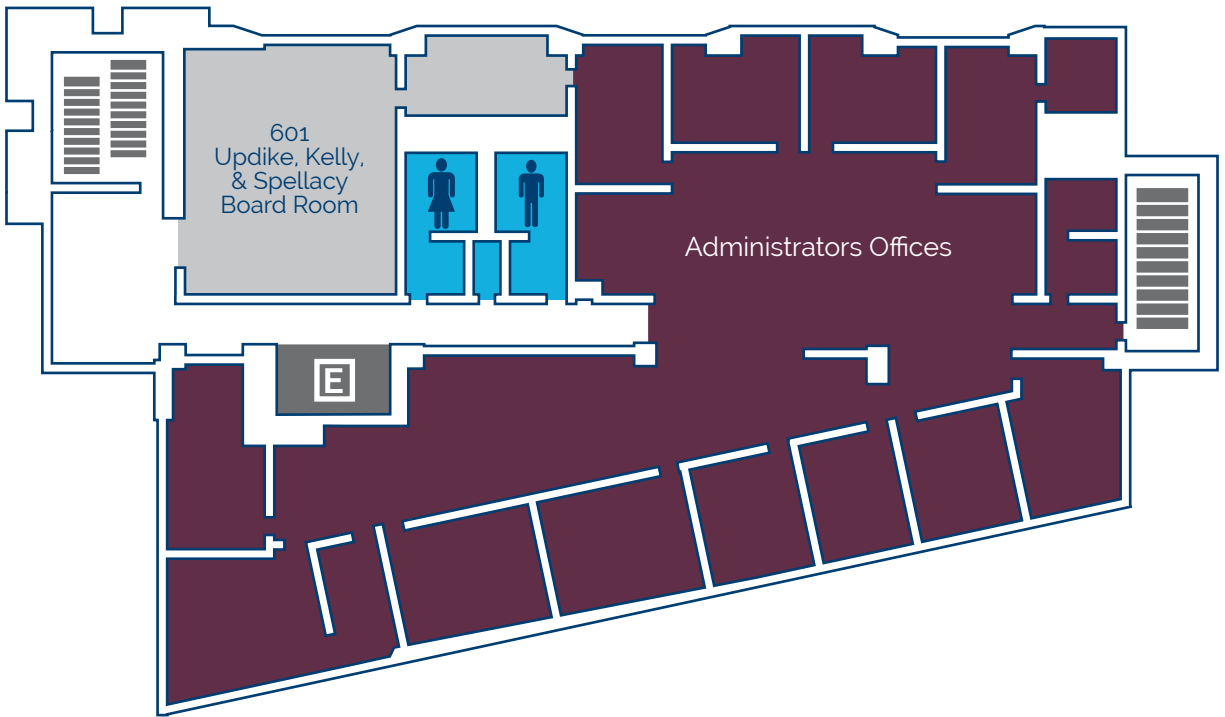 601
Updike, Kelly,
& Spellacy
Board Room
Administrators Offices
E